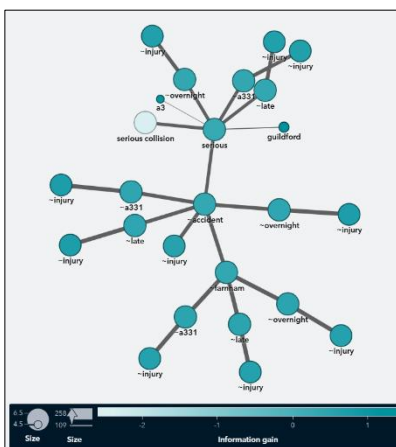 ~injury
~injury
~injury
~overnight
~a331
a3
~late
serious collision
serious
guildford
~injury
~a331
~accident
~overnight
~injury
~late
~injury
~injury
~farnham
~overnight
~a331
~late
~injury
~injury
~injury
6.5
4.5
Size
258
109
Size
-2
-1
0
1
Information gain